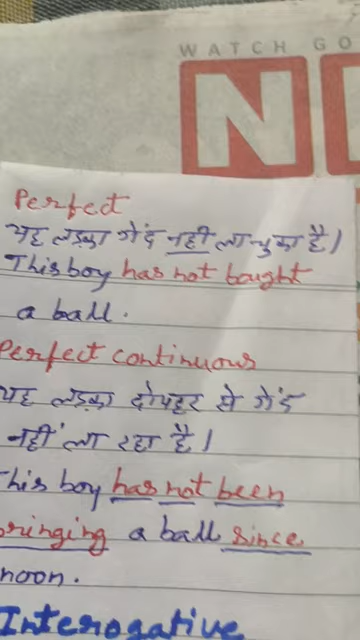 WATCH GO
N
Perfect
यह लड़का गेंद नहीं ला चुका है।
This boy has not bought
a ball.
Perfect continuous
यह लड़का दोपहर से गेंद
नहीं ला रहा है।
This boy has not been
bringing a ball since
noon.
Interogative